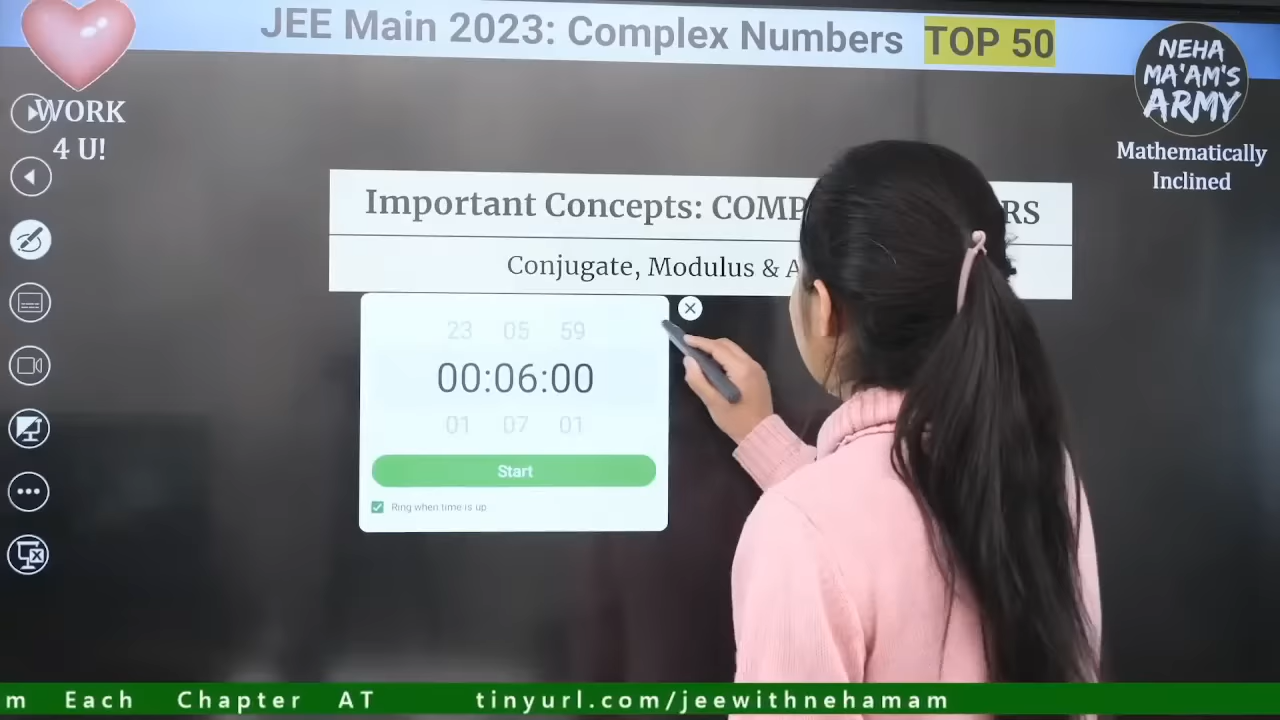 JEE Main 2023: Complex Numbers TOP 50
WORK
4 U!
NEHA
MA'AM'S
ARMY
Mathematically
Inclined
Important Concepts: COMP RS
Conjugate, Modulus & A
23 05 59
00:06:00
01 07 01
Start
Ring when time is up
m Each Chapter AT tinyurl.com/jeewithnehamam